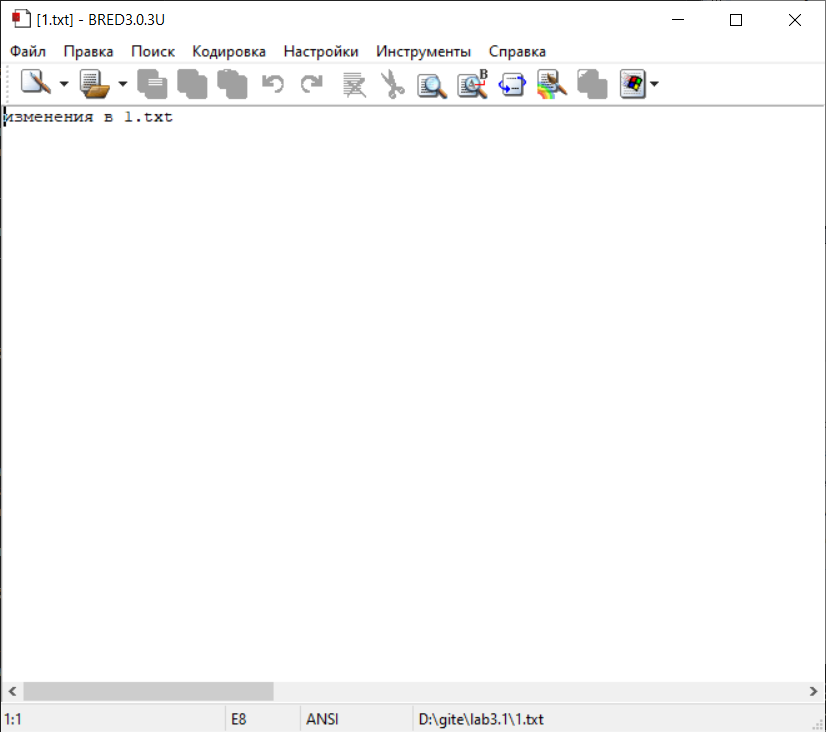 [1.txt] - BRED3.0.3U
Файл Правка Поиск Кодировка Настройки Инструменты Справка
B
изменения в 1.txt
1:1 E8 ANSI D:\gite\lab3.1\1.txt